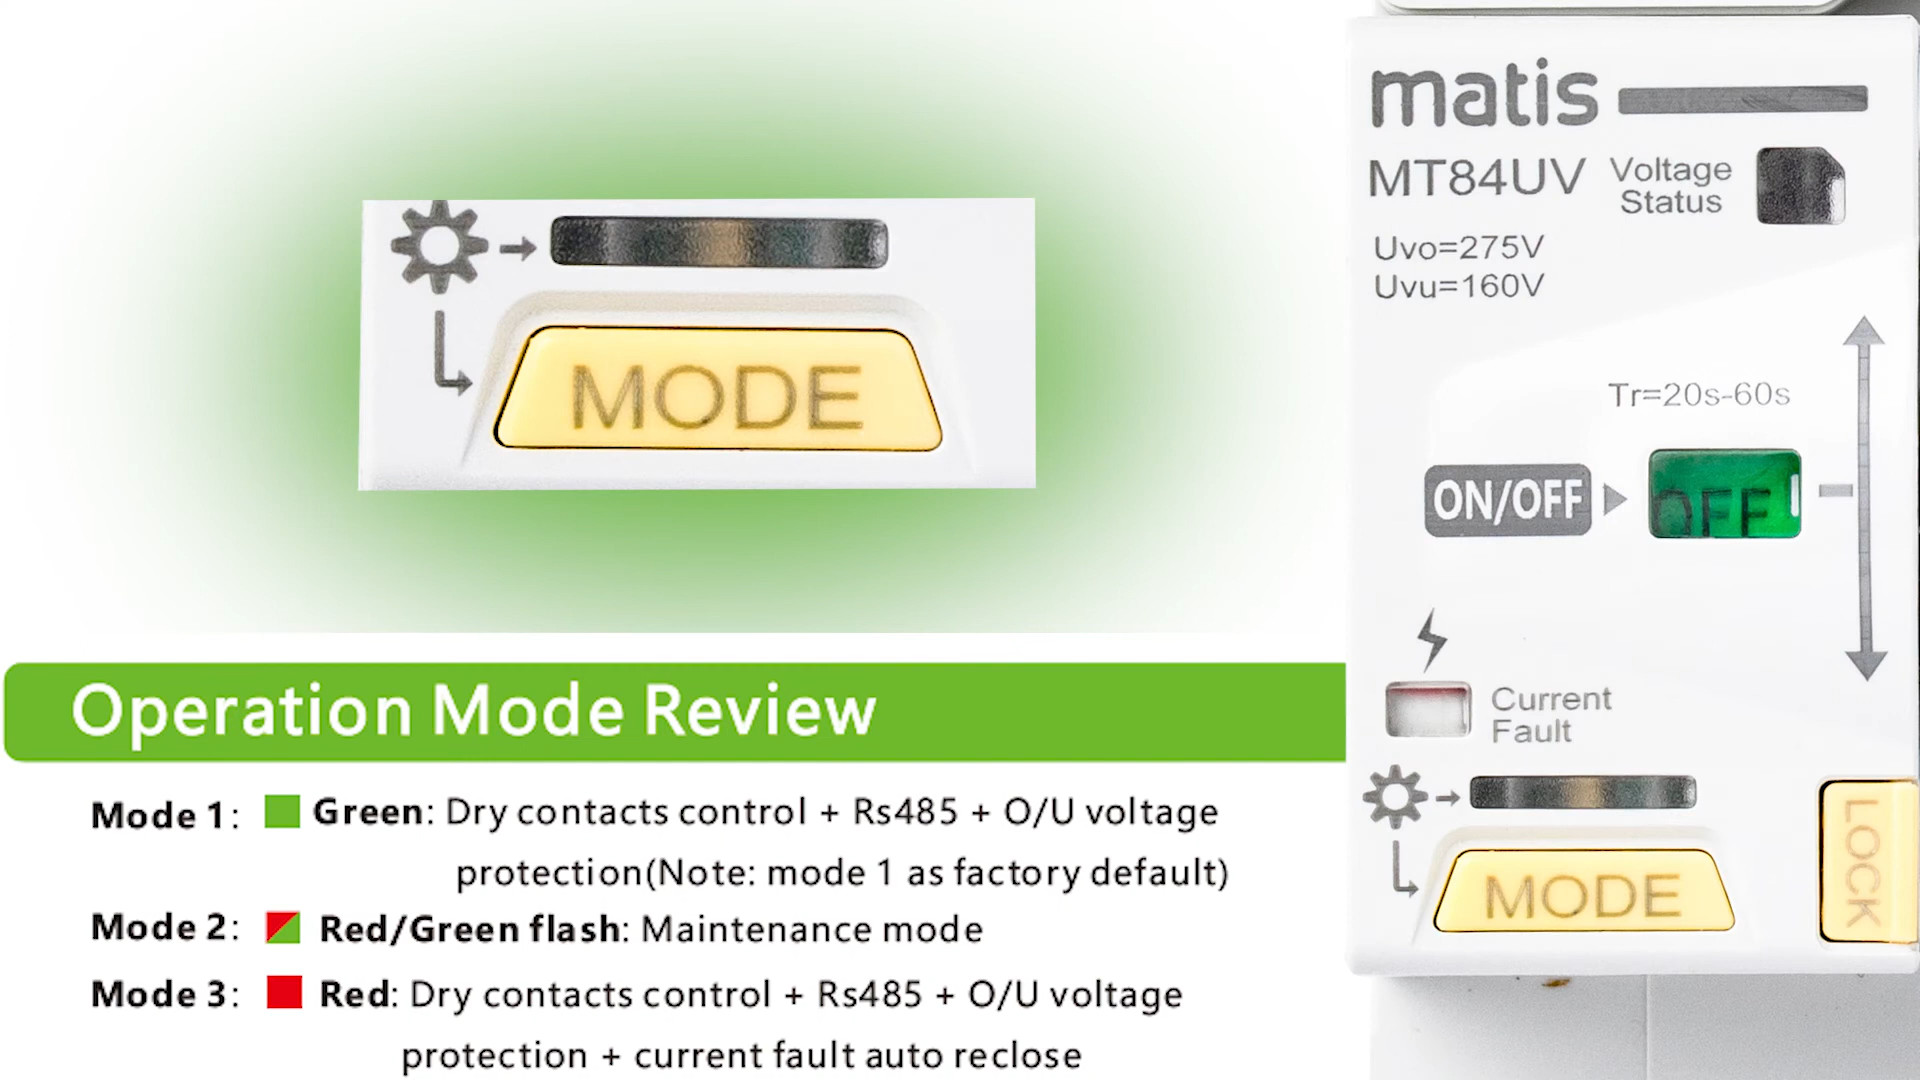 MODE
Operation Mode Review
Mode 1: Green: Dry contacts control + Rs485 + O/U voltage
protection(Note: mode 1 as factory default)
Mode 2: Red/Green flash: Maintenance mode
Mode 3: Red: Dry contacts control + Rs485 + O/U voltage
protection + current fault auto reclose
matis
MT84UV
Voltage
Status
Uvo=275V
Uvu=160V
Tr=20s-60s
ON/OFF
OFF
Current
Fault
MODE
LOCK